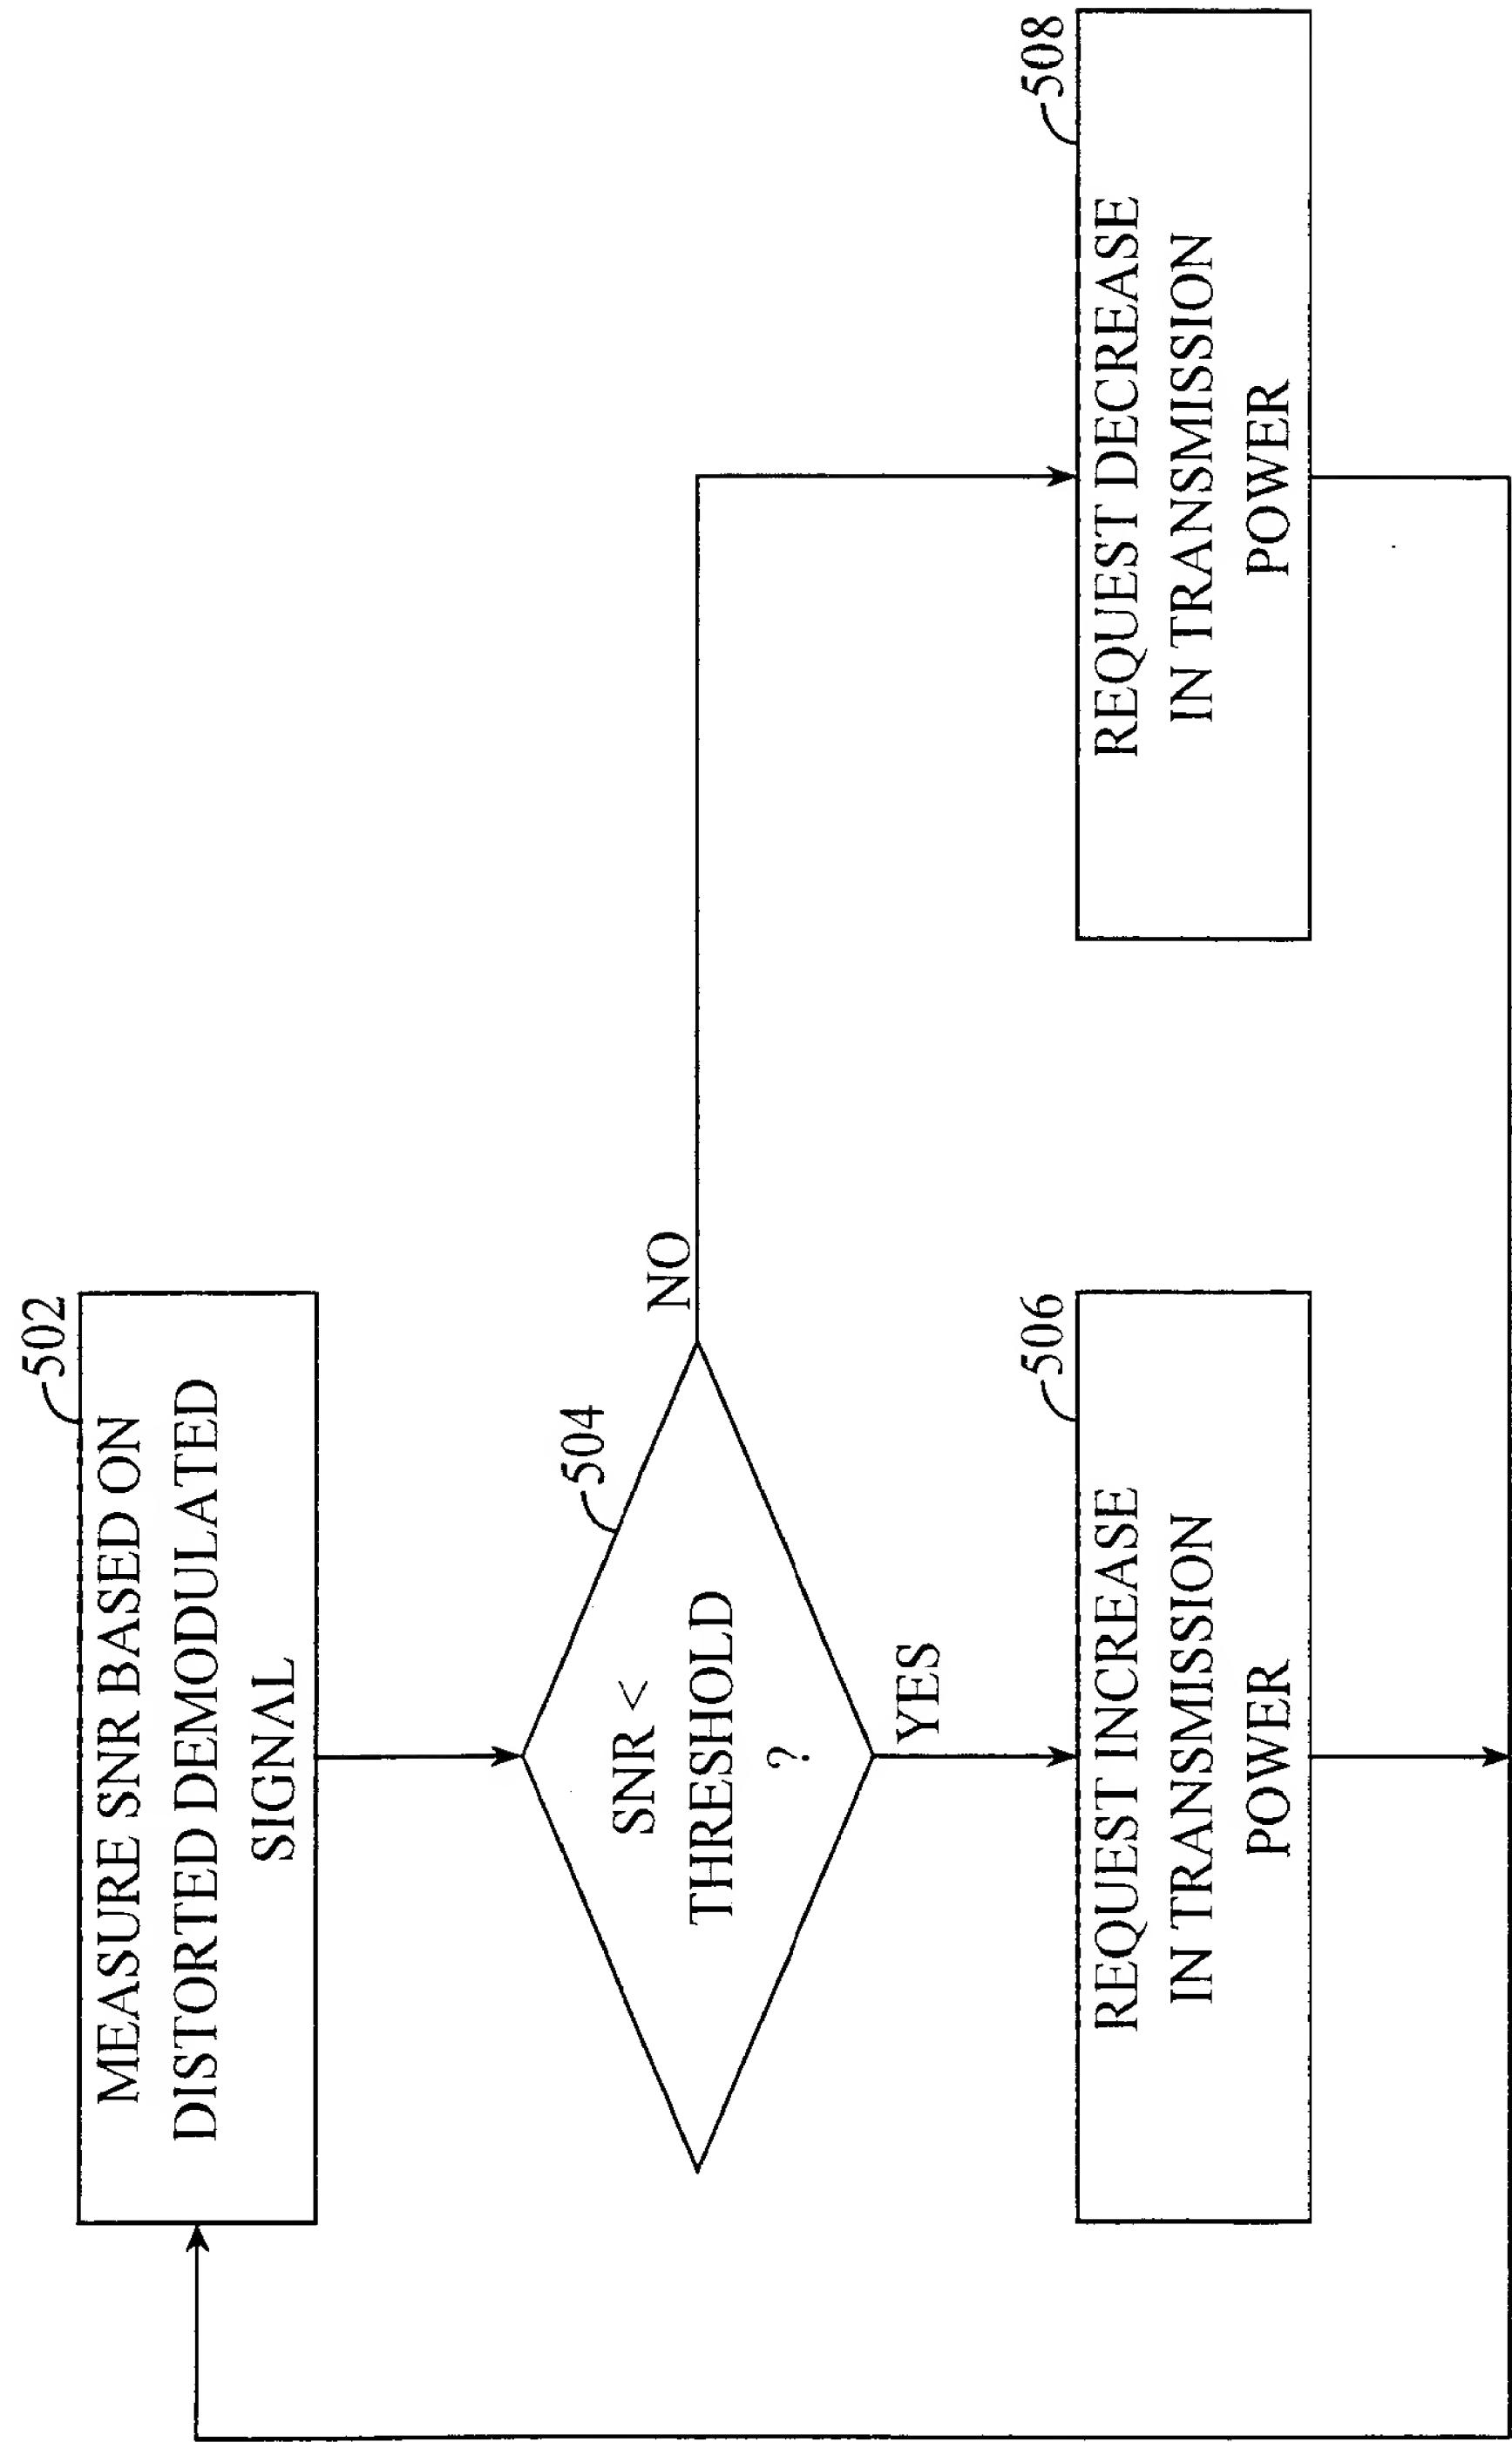 502
MEASURE SNR BASED ON
DISTORTED DEMODULATED
SIGNAL
504
SNR <
THRESHOLD
?
NO
YES
506
REQUEST INCREASE
IN TRANSMISSION
POWER
508
REQUEST DECREASE
IN TRANSMISSION
POWER